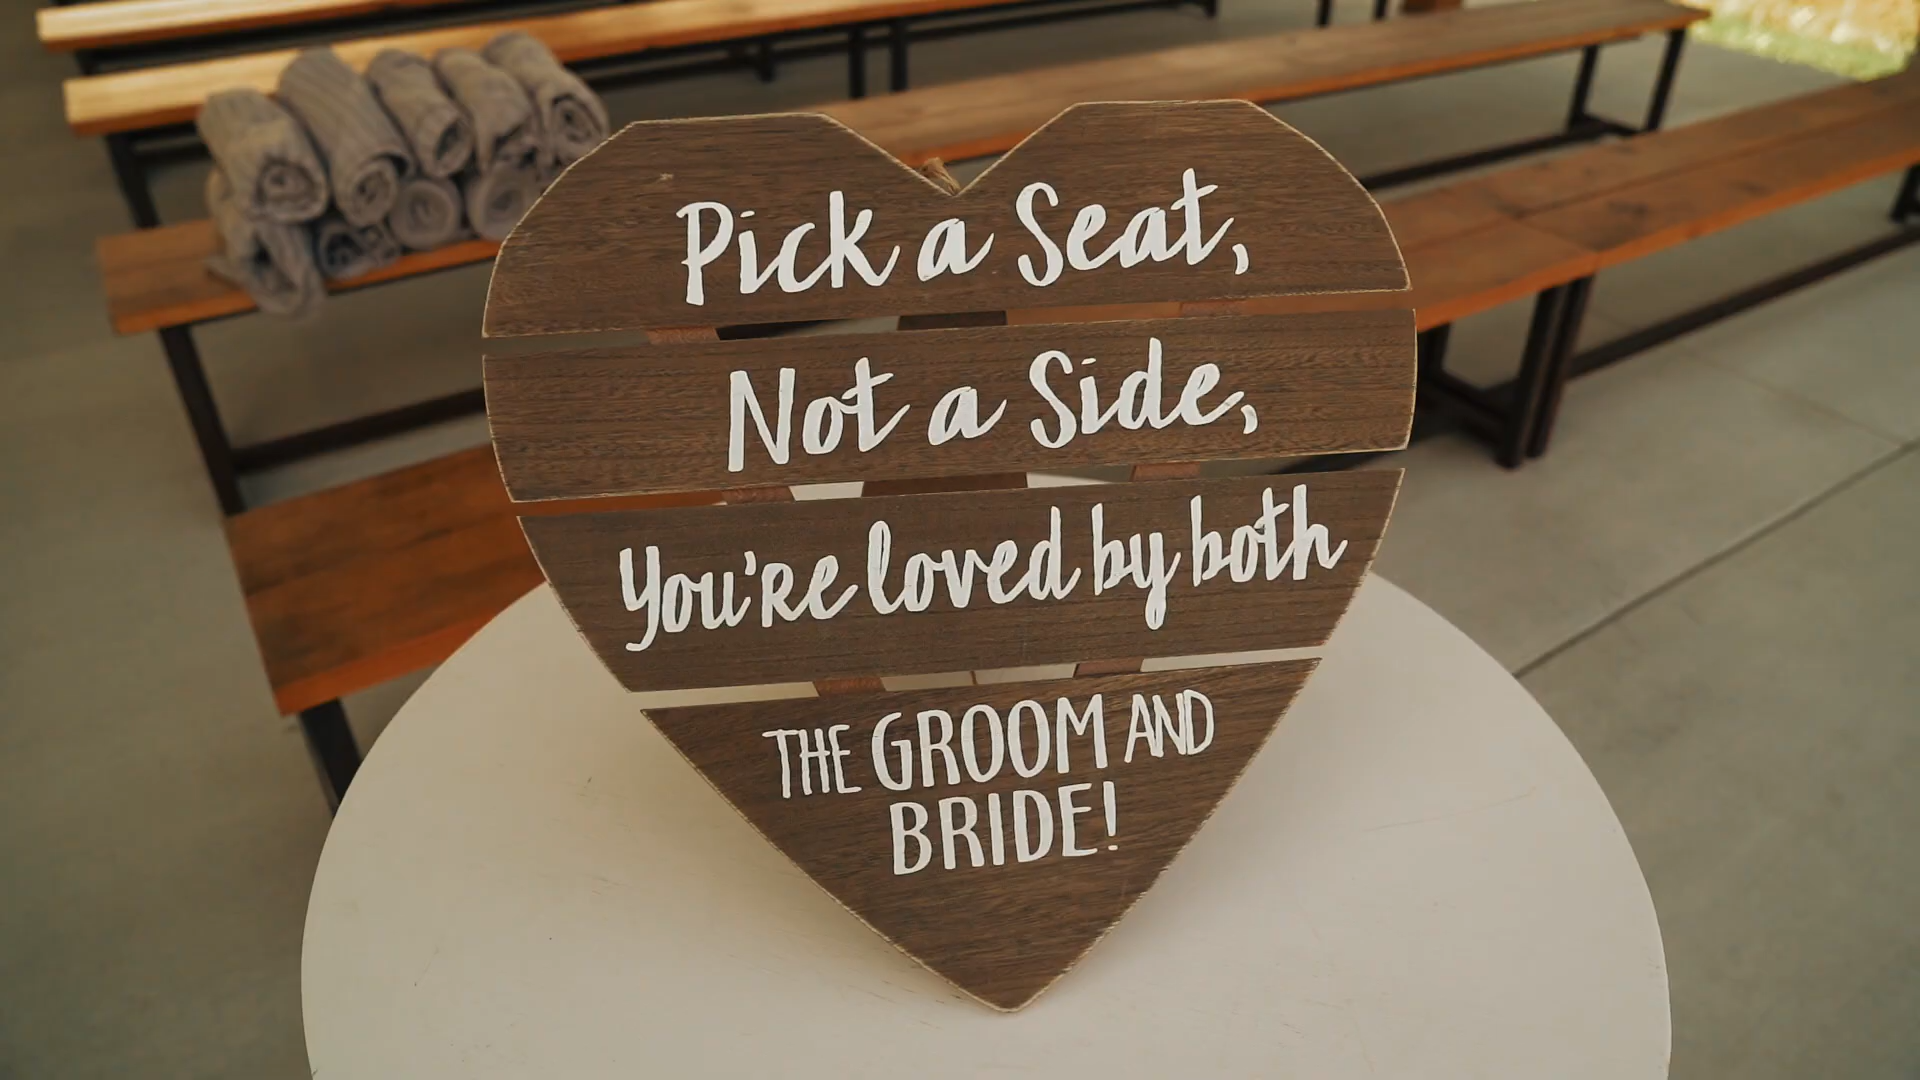 Pick a Seat,
Not a Side,
You're loved by both
THE GROOM AND
BRIDE!